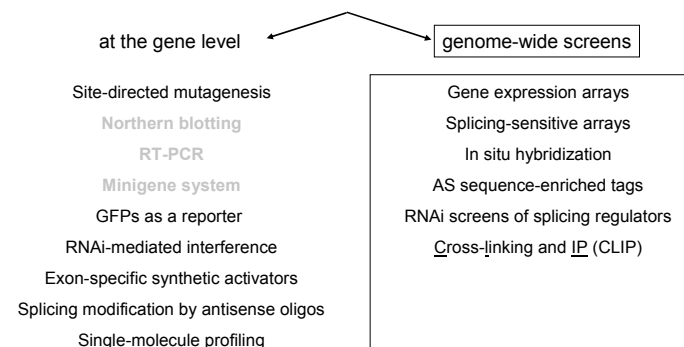 at the gene level
genome-wide screens
Site-directed mutagenesis
Northern blotting
RT-PCR
Minigene system
GFPs as a reporter
RNAi-mediated interference
Exon-specific synthetic activators
Splicing modification by antisense oligos
Single-molecule profiling
Gene expression arrays
Splicing-sensitive arrays
In situ hybridization
AS sequence-enriched tags
RNAi screens of splicing regulators
Cross-linking and IP (CLIP)